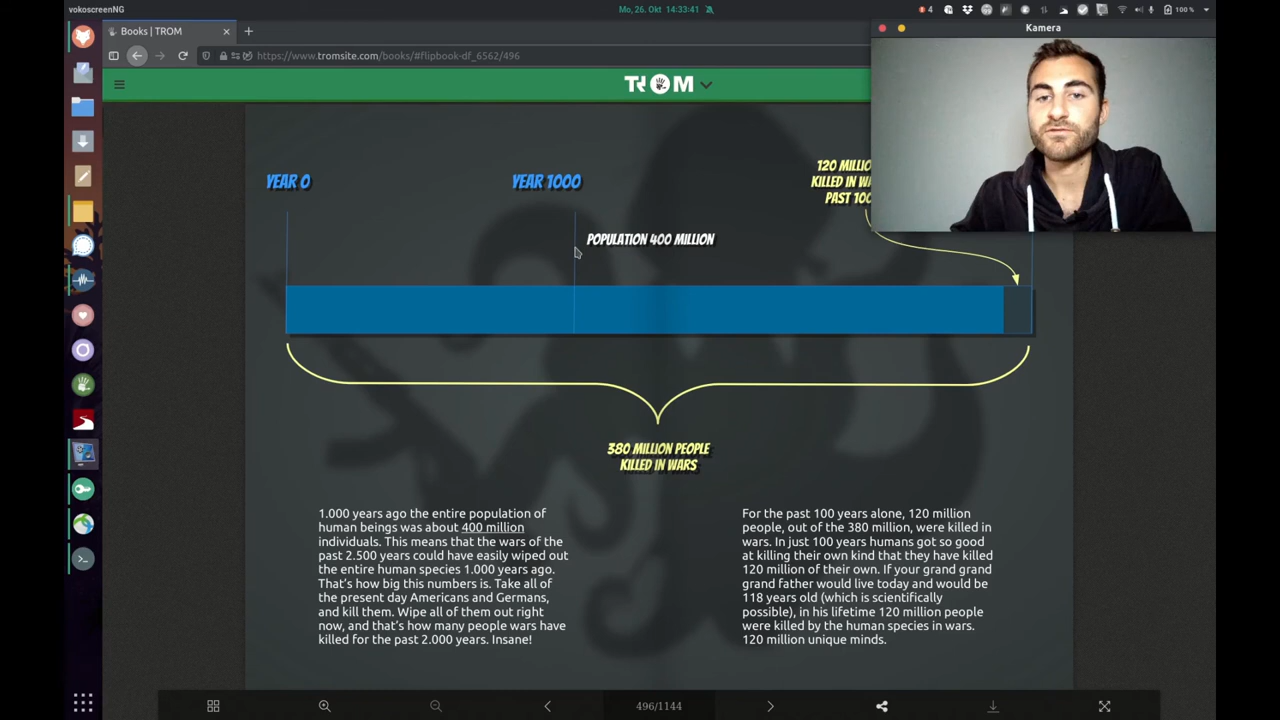 vokoscreenNG
Mo, 26. Okt 14:33:41
4
100 %
Books | TROM
Kamera
https://www.tromsite.com/books/#flipbook-df_6562/496
TROM
YEAR 0
YEAR 1000
120 MILLIO
KILLED IN WA
PAST 100
POPULATION 400 MILLION
380 MILLION PEOPLE
KILLED IN WARS
1.000 years ago the entire population of
human beings was about 400 million
individuals. This means that the wars of the
past 2.500 years could have easily wiped out
the entire human species 1.000 years ago.
That's how big this numbers is. Take all of
the present day Americans and Germans,
and kill them. Wipe all of them out right
now, and that's how many people wars have
killed for the past 2.000 years. Insane!
For the past 100 years alone, 120 million
people, out of the 380 million, were killed in
wars. In just 100 years humans got so good
at killing their own kind that they have killed
120 million of their own. If your grand grand
grand father would live today and would be
118 years old (which is scientifically
possible), in his lifetime 120 million people
were killed by the human species in wars.
120 million unique minds.
496/1144